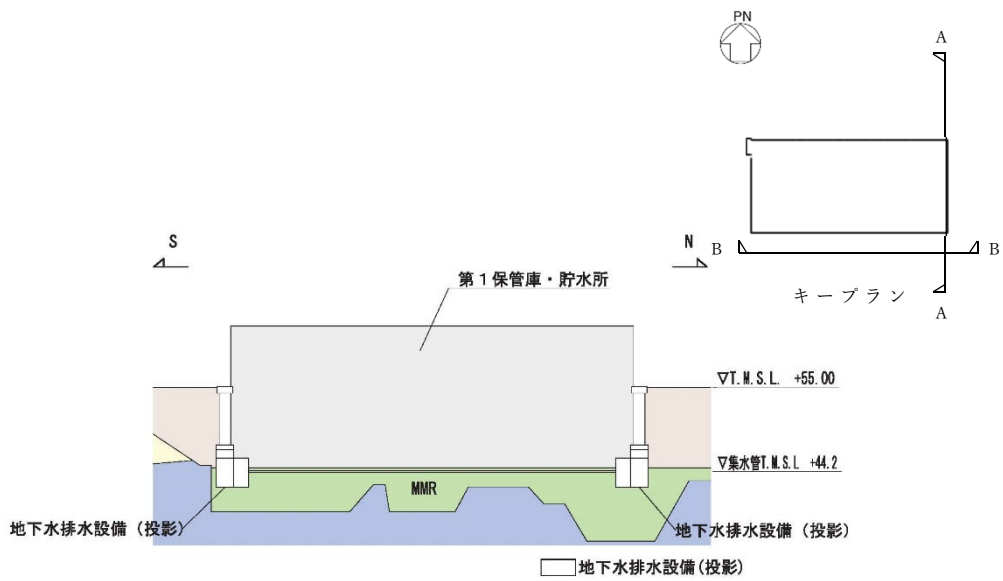 PN
A
B
B
キープラン
A
S
N
第1保管庫・貯水所
▽T.M.S.L. +55.00
▽集水管T.M.S.L +44.2
MMR
地下水排水設備(投影)
地下水排水設備(投影)
地下水排水設備(投影)